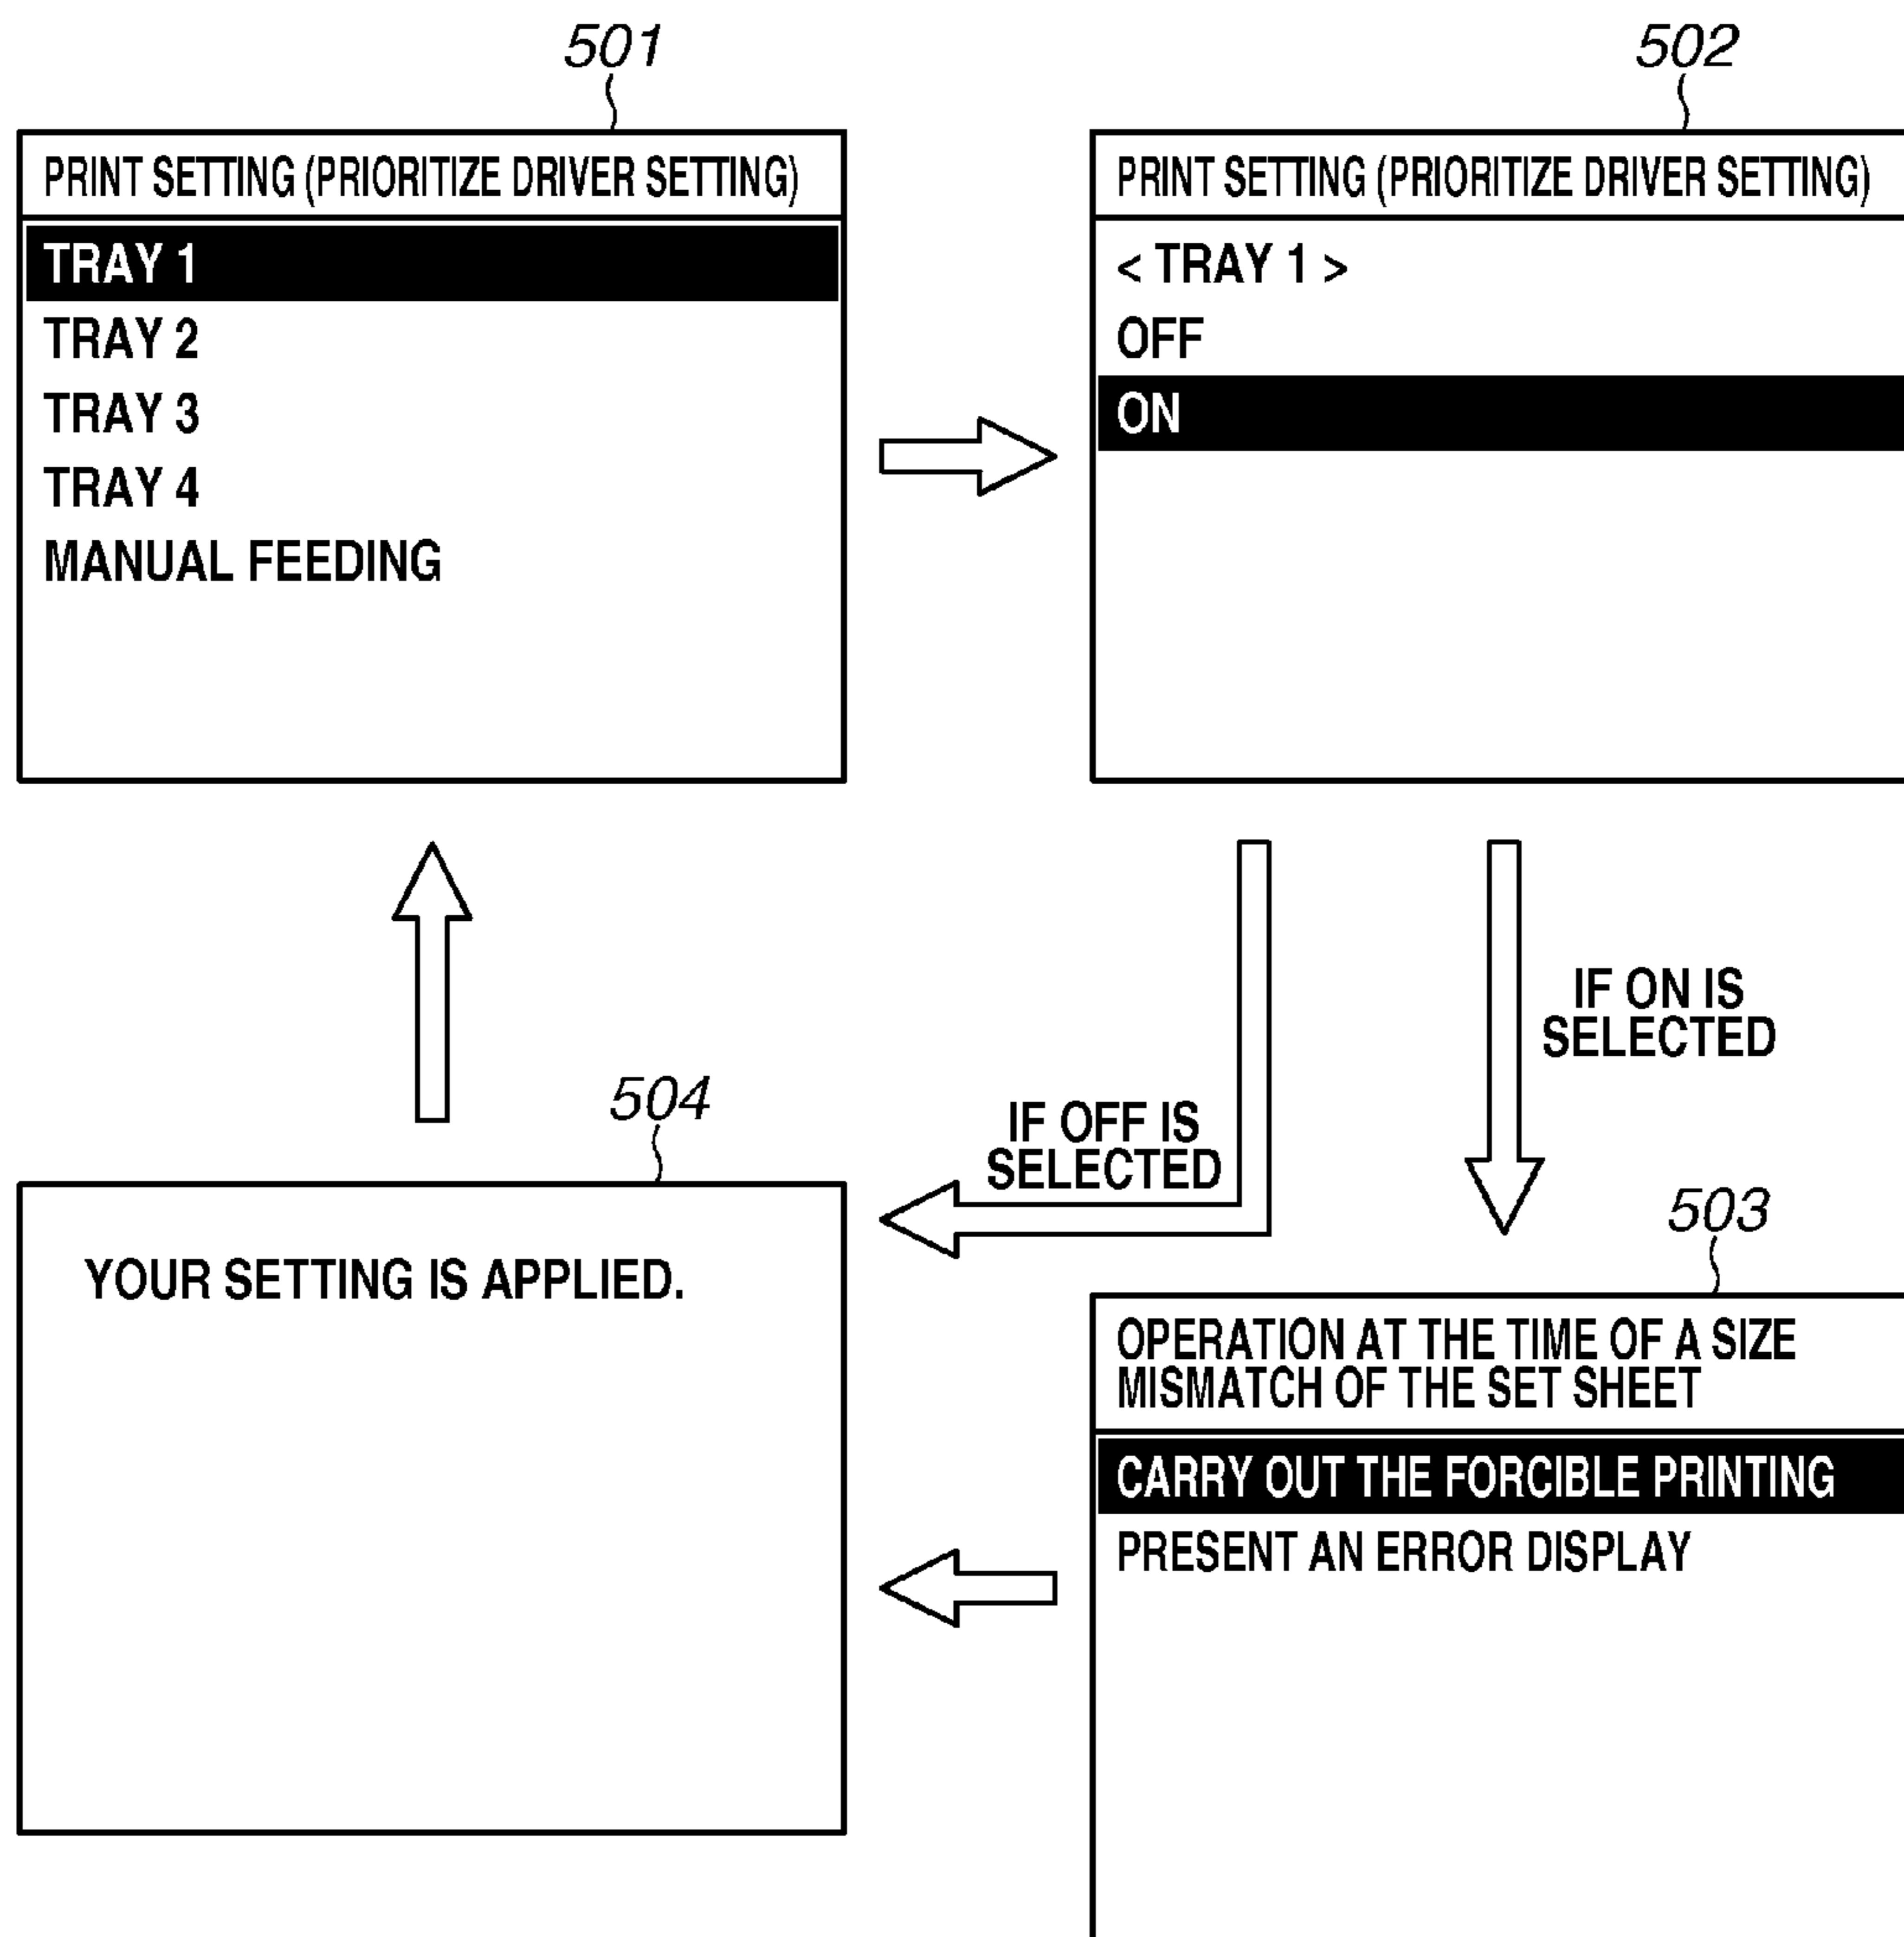 501
PRINT SETTING (PRIORITIZE DRIVER SETTING)
TRAY 1
TRAY 2
TRAY 3
TRAY 4
MANUAL FEEDING
502
PRINT SETTING (PRIORITIZE DRIVER SETTING)
< TRAY 1 >
OFF
ON
IF ON IS
SELECTED
IF OFF IS
SELECTED
503
OPERATION AT THE TIME OF A SIZE
MISMATCH OF THE SET SHEET
CARRY OUT THE FORCIBLE PRINTING
PRESENT AN ERROR DISPLAY
504
YOUR SETTING IS APPLIED.